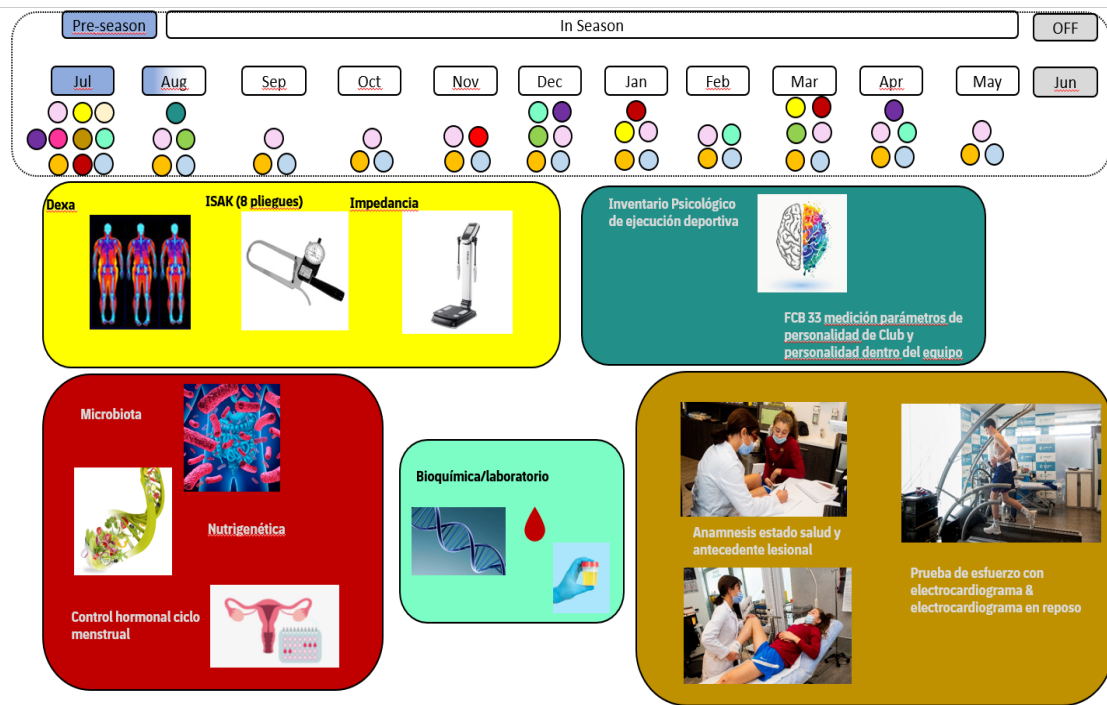 Pre-season
In Season
OFF
Jul
Aug
Sep
Oct
Nov
Dec
Jan
Feb
Mar
Apr
May
Jun
Dexa
ISAK (8 pliegues)
Impedancia
Inventario Psicológico
de ejecución deportiva
FCB 33 medición parámetros de
personalidad de Club y
personalidad dentro del equipo
Microbiota
Nutrigenética
Control hormonal ciclo
menstrual
Bioquímica/laboratorio
Anamnesis estado salud y
antecedente lesional
Prueba de esfuerzo con
electrocardiograma &
electrocardiograma en reposo